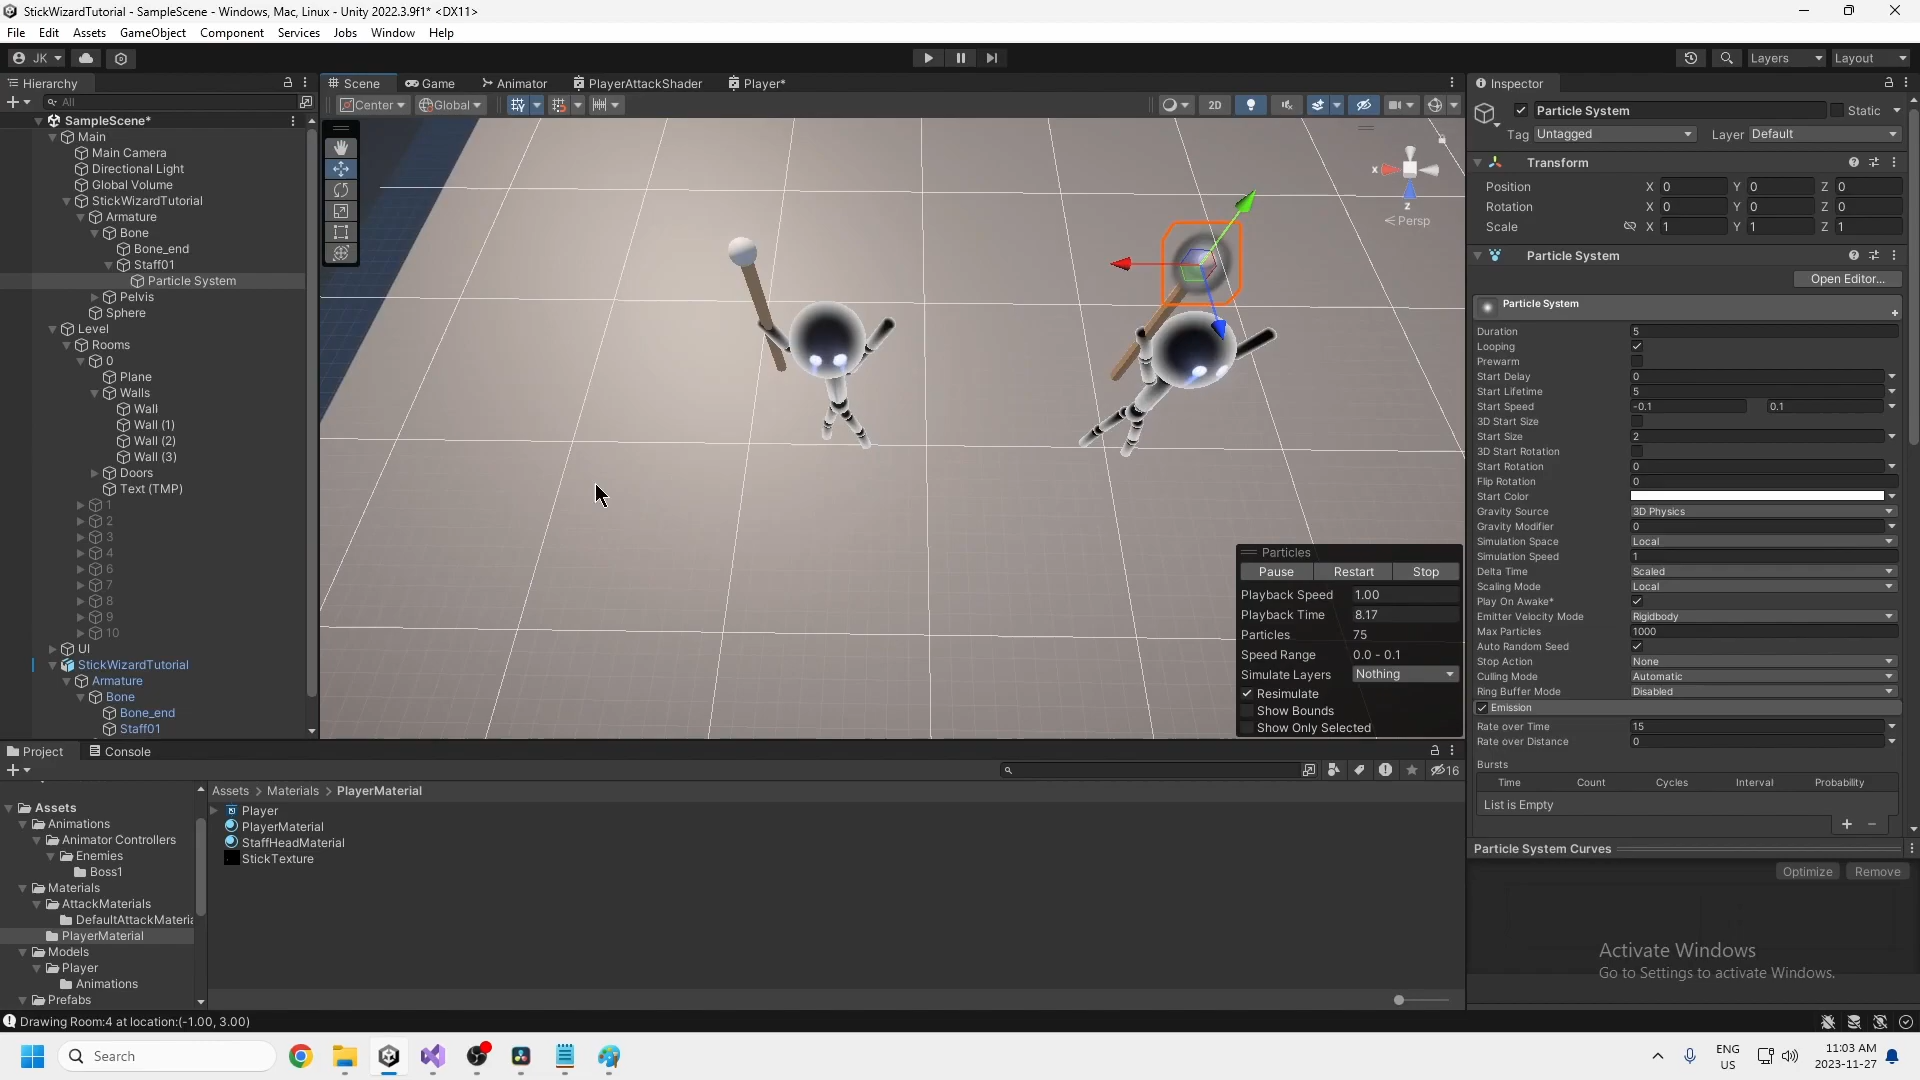 StickWizardTutorial - SampleScene - Windows, Mac, Linux - Unity 2022.3.9f1* <DX11>
File Edit Assets GameObject Component Services Jobs Window Help
JK
Layers
Layout
Hierarchy
Scene
Game
Animator
PlayerAttackShader
Player*
Inspector
All
Center
Global
2D
SampleScene*
Main
Main Camera
Directional Light
Global Volume
StickWizardTutorial
Armature
Bone
Bone_end
Staff01
Particle System
Pelvis
Sphere
Level
Rooms
0
Plane
Walls
Wall
Wall (1)
Wall (2)
Wall (3)
Doors
Text (TMP)
1
2
3
4
6
7
8
9
10
UI
StickWizardTutorial
Armature
Bone
Bone_end
Staff01
x
z
Persp
Particles
Pause Restart Stop
Playback Speed 1.00
Playback Time 8.17
Particles 75
Speed Range 0.0 - 0.1
Simulate Layers Nothing
Resimulate
Show Bounds
Show Only Selected
Particle System Static
Tag Untagged Layer Default
Transform
Position X 0 Y 0 Z 0
Rotation X 0 Y 0 Z 0
Scale X 1 Y 1 Z 1
Particle System
Open Editor...
Particle System
Duration 5
Looping
Prewarm
Start Delay 0
Start Lifetime 5
Start Speed -0.1 0.1
3D Start Size
Start Size 2
3D Start Rotation
Start Rotation 0
Flip Rotation 0
Start Color
Gravity Source 3D Physics
Gravity Modifier 0
Simulation Space Local
Simulation Speed 1
Delta Time Scaled
Scaling Mode Local
Play On Awake*
Emitter Velocity Mode Rigidbody
Max Particles 1000
Auto Random Seed
Stop Action None
Culling Mode Automatic
Ring Buffer Mode Disabled
Emission
Rate over Time 15
Rate over Distance 0
Bursts
Time Count Cycles Interval Probability
List is Empty
Particle System Curves
Optimize Remove
Activate Windows
Go to Settings to activate Windows.
Project Console
16
Assets
Animations
Animator Controllers
Enemies
Boss1
Materials
AttackMaterials
DefaultAttackMateria
PlayerMaterial
Models
Player
Animations
Prefabs
Assets > Materials > PlayerMaterial
Player
PlayerMaterial
StaffHeadMaterial
StickTexture
Drawing Room:4 at location:(-1.00, 3.00)
Search
ENG
US
11:03 AM
2023-11-27